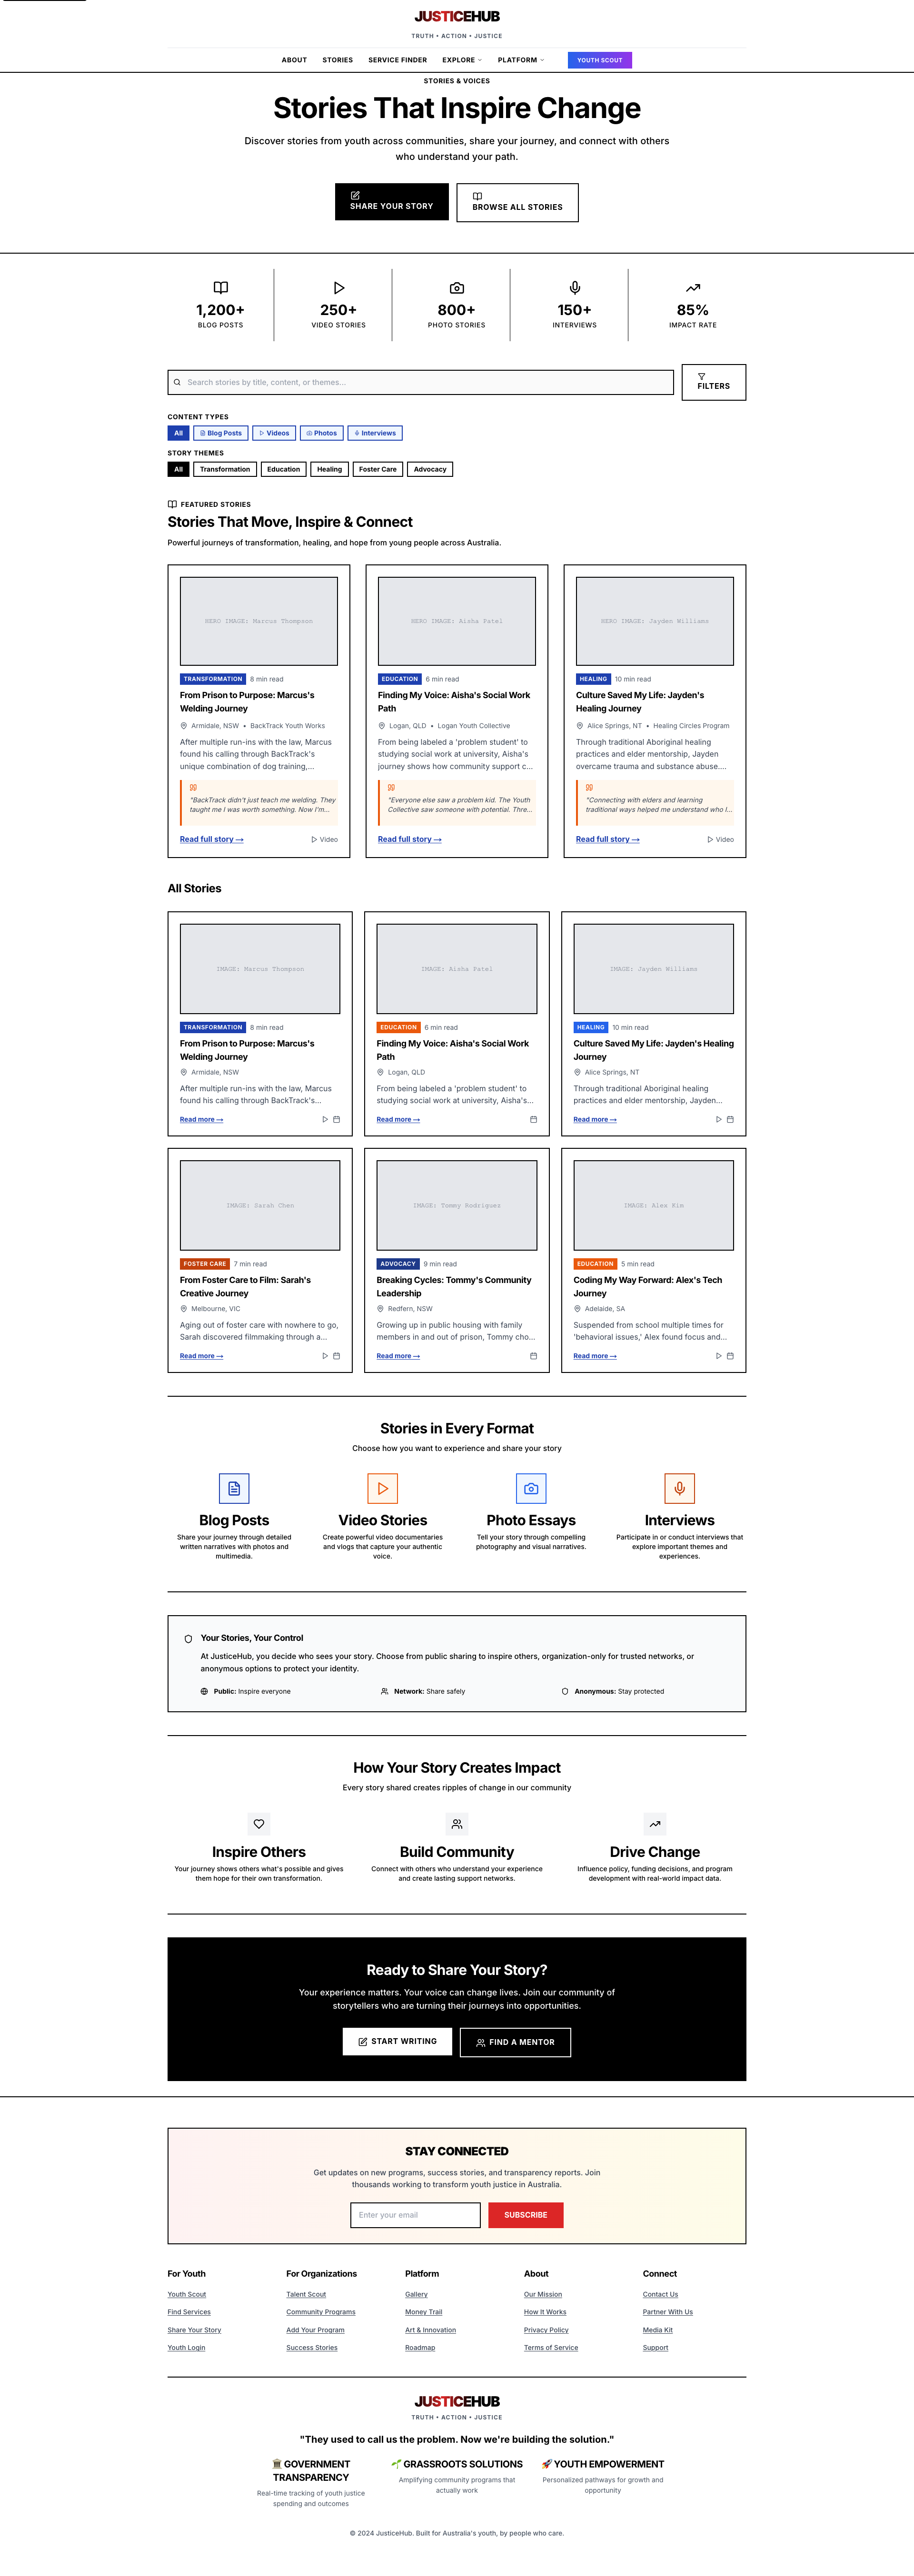 JUSTICEHUB
TRUTH • ACTION • JUSTICE
ABOUT STORIES SERVICE FINDER EXPLORE PLATFORM YOUTH SCOUT
STORIES & VOICES
Stories That Inspire Change
Discover stories from youth across communities, share your journey, and connect with others
who understand your path.
SHARE YOUR STORY
BROWSE ALL STORIES
1,200+ 250+ 800+ 150+ 85%
BLOG POSTS VIDEO STORIES PHOTO STORIES INTERVIEWS IMPACT RATE
Search stories by title, content, or themes...
FILTERS
CONTENT TYPES
All Blog Posts Videos Photos Interviews
STORY THEMES
All Transformation Education Healing Foster Care Advocacy
FEATURED STORIES
Stories That Move, Inspire & Connect
Powerful journeys of transformation, healing, and hope from young people across Australia.
HERO IMAGE: Marcus Thompson
TRANSFORMATION 8 min read
From Prison to Purpose: Marcus's
Welding Journey
Armidale, NSW • BackTrack Youth Works
After multiple run-ins with the law, Marcus
found his calling through BackTrack's
unique combination of dog training,...
"BackTrack didn't just teach me welding. They
taught me I was worth something. Now I'm...
Read full story → Video
HERO IMAGE: Aisha Patel
EDUCATION 6 min read
Finding My Voice: Aisha's Social Work
Path
Logan, QLD • Logan Youth Collective
From being labeled a 'problem student' to
studying social work at university, Aisha's
journey shows how community support c...
"Everyone else saw a problem kid. The Youth
Collective saw someone with potential. Thre...
Read full story →
HERO IMAGE: Jayden Williams
HEALING 10 min read
Culture Saved My Life: Jayden's
Healing Journey
Alice Springs, NT • Healing Circles Program
Through traditional Aboriginal healing
practices and elder mentorship, Jayden
overcame trauma and substance abuse....
"Connecting with elders and learning
traditional ways helped me understand who I...
Read full story → Video
All Stories
IMAGE: Marcus Thompson
TRANSFORMATION 8 min read
From Prison to Purpose: Marcus's
Welding Journey
Armidale, NSW
After multiple run-ins with the law, Marcus
found his calling through BackTrack's...
Read more →
IMAGE: Aisha Patel
EDUCATION 6 min read
Finding My Voice: Aisha's Social Work
Path
Logan, QLD
From being labeled a 'problem student' to
studying social work at university, Aisha's...
Read more →
IMAGE: Jayden Williams
HEALING 10 min read
Culture Saved My Life: Jayden's Healing
Journey
Alice Springs, NT
Through traditional Aboriginal healing
practices and elder mentorship, Jayden...
Read more →
IMAGE: Sarah Chen
FOSTER CARE 7 min read
From Foster Care to Film: Sarah's
Creative Journey
Melbourne, VIC
Aging out of foster care with nowhere to go,
Sarah discovered filmmaking through a...
Read more →
IMAGE: Tommy Rodriguez
ADVOCACY 9 min read
Breaking Cycles: Tommy's Community
Leadership
Redfern, NSW
Growing up in public housing with family
members in and out of prison, Tommy cho...
Read more →
IMAGE: Alex Kim
EDUCATION 5 min read
Coding My Way Forward: Alex's Tech
Journey
Adelaide, SA
Suspended from school multiple times for
'behavioral issues,' Alex found focus and...
Read more →
Stories in Every Format
Choose how you want to experience and share your story
Blog Posts
Share your journey through detailed
written narratives with photos and
multimedia.
Video Stories
Create powerful video documentaries
and vlogs that capture your authentic
voice.
Photo Essays
Tell your story through compelling
photography and visual narratives.
Interviews
Participate in or conduct interviews that
explore important themes and
experiences.
Your Stories, Your Control
At JusticeHub, you decide who sees your story. Choose from public sharing to inspire others, organization-only for trusted networks, or
anonymous options to protect your identity.
Public: Inspire everyone Network: Share safely Anonymous: Stay protected
How Your Story Creates Impact
Every story shared creates ripples of change in our community
Inspire Others
Your journey shows others what's possible and gives
them hope for their own transformation.
Build Community
Connect with others who understand your experience
and create lasting support networks.
Drive Change
Influence policy, funding decisions, and program
development with real-world impact data.
Ready to Share Your Story?
Your experience matters. Your voice can change lives. Join our community of
storytellers who are turning their journeys into opportunities.
START WRITING FIND A MENTOR
STAY CONNECTED
Get updates on new programs, success stories, and transparency reports. Join
thousands working to transform youth justice in Australia.
Enter your email SUBSCRIBE
For Youth
Youth Scout
Find Services
Share Your Story
Youth Login
For Organizations
Talent Scout
Community Programs
Add Your Program
Success Stories
Platform
Gallery
Money Trail
Art & Innovation
Roadmap
About
Our Mission
How It Works
Privacy Policy
Terms of Service
Connect
Contact Us
Partner With Us
Media Kit
Support
JUSTICEHUB
TRUTH • ACTION • JUSTICE
"They used to call us the problem. Now we're building the solution."
🏛️ GOVERNMENT
TRANSPARENCY
Real-time tracking of youth justice
spending and outcomes
🌱 GRASSROOTS SOLUTIONS
Amplifying community programs that
actually work
🚀 YOUTH EMPOWERMENT
Personalized pathways for growth and
opportunity
© 2024 JusticeHub. Built for Australia's youth, by people who care.